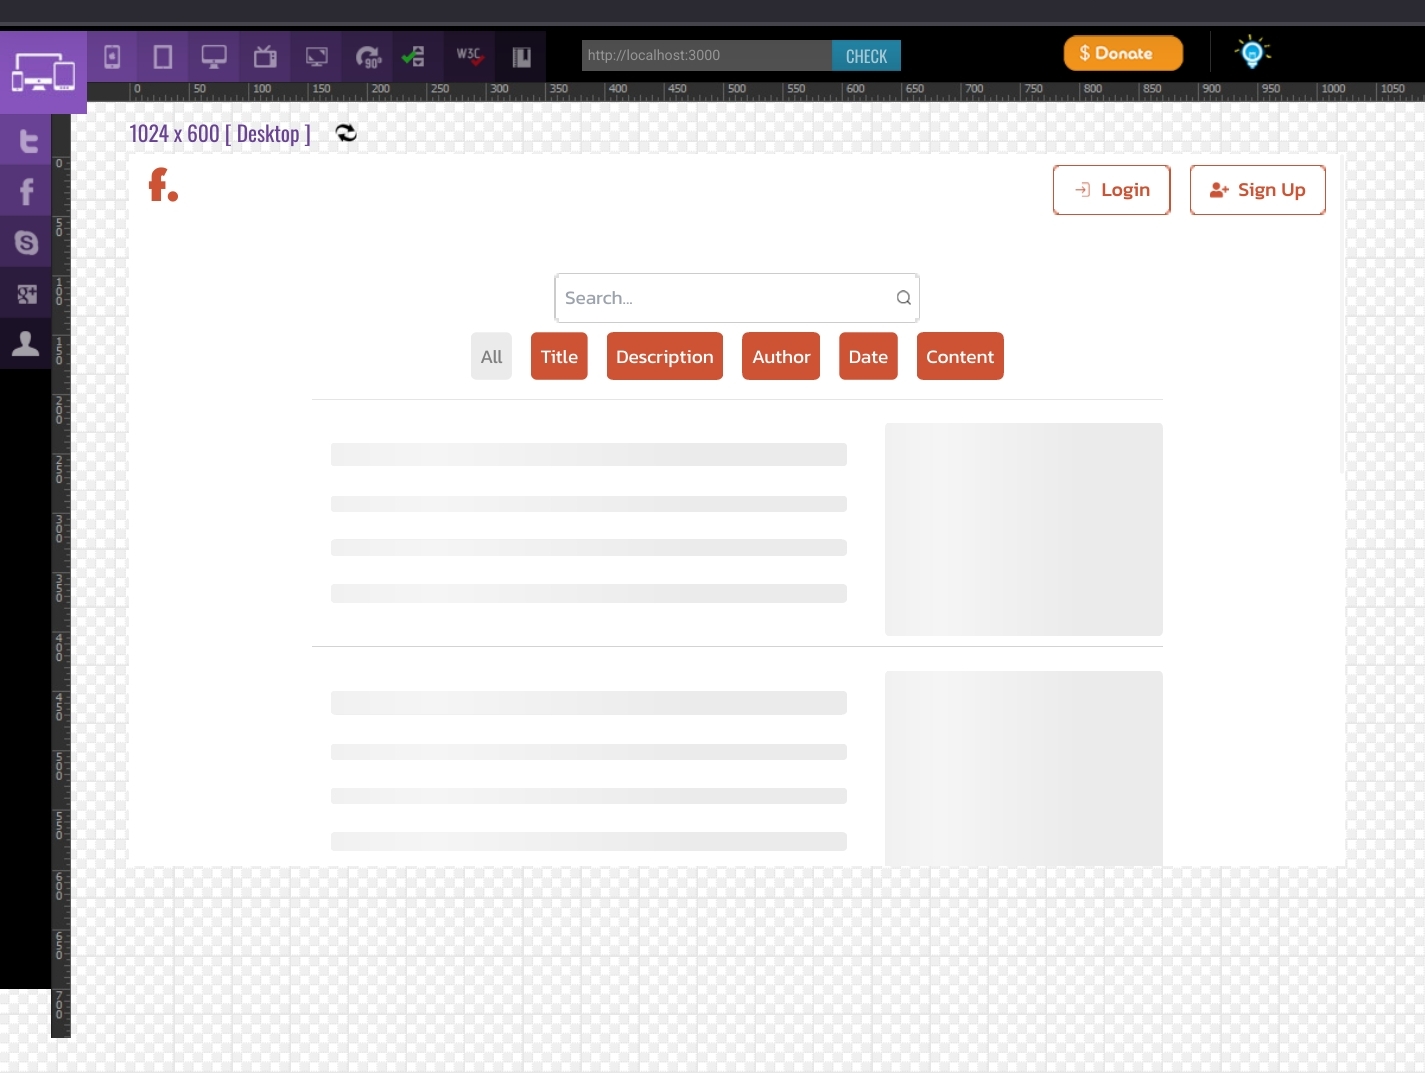 90°
W3C
http://localhost:3000
CHECK
$ Donate
0 50 100 150 200 250 300 350 400 450 500 550 600 650 700 750 800 850 900 950 1000 1050
1024 x 600 [ Desktop ]
f.
Login
Sign Up
Search...
All
Title
Description
Author
Date
Content
0
50
100
150
200
250
300
350
400
450
500
550
600
650
700